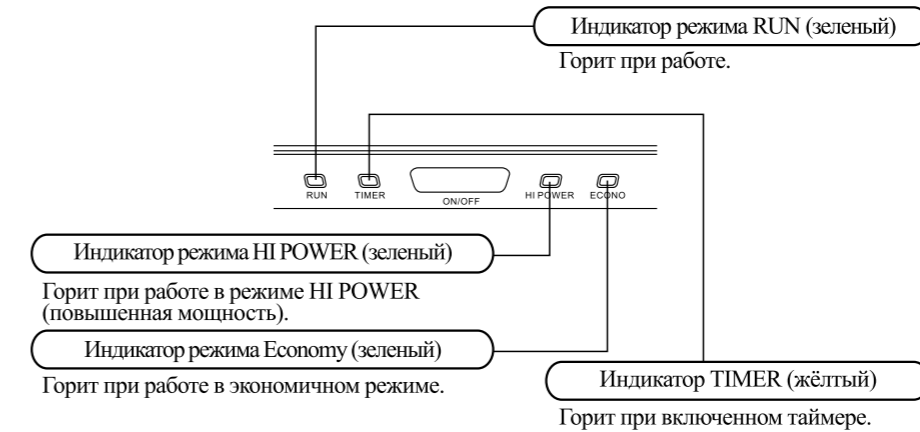 Индикатор режима RUN (зеленый)
Горит при работе.
RUN
TIMER
ON/OFF
HI POWER
ECONO
Индикатор режима HI POWER (зеленый)
Горит при работе в режиме HI POWER
(повышенная мощность).
Индикатор режима Economy (зеленый)
Горит при работе в экономичном режиме.
Индикатор TIMER (жёлтый)
Горит при включенном таймере.